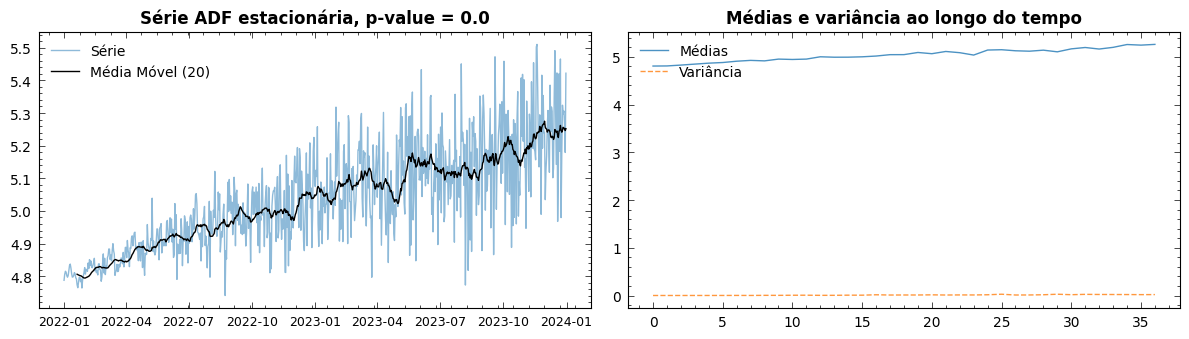 Série ADF estacionária, p-value = 0.0
Série
Média Móvel (20)
5.5
5.4
5.3
5.2
5.1
5.0
4.9
4.8
2022-01 2022-04 2022-07 2022-10 2023-01 2023-04 2023-07 2023-10 2024-01
Médias e variância ao longo do tempo
Médias
Variância
5
4
3
2
1
0
0 5 10 15 20 25 30 35